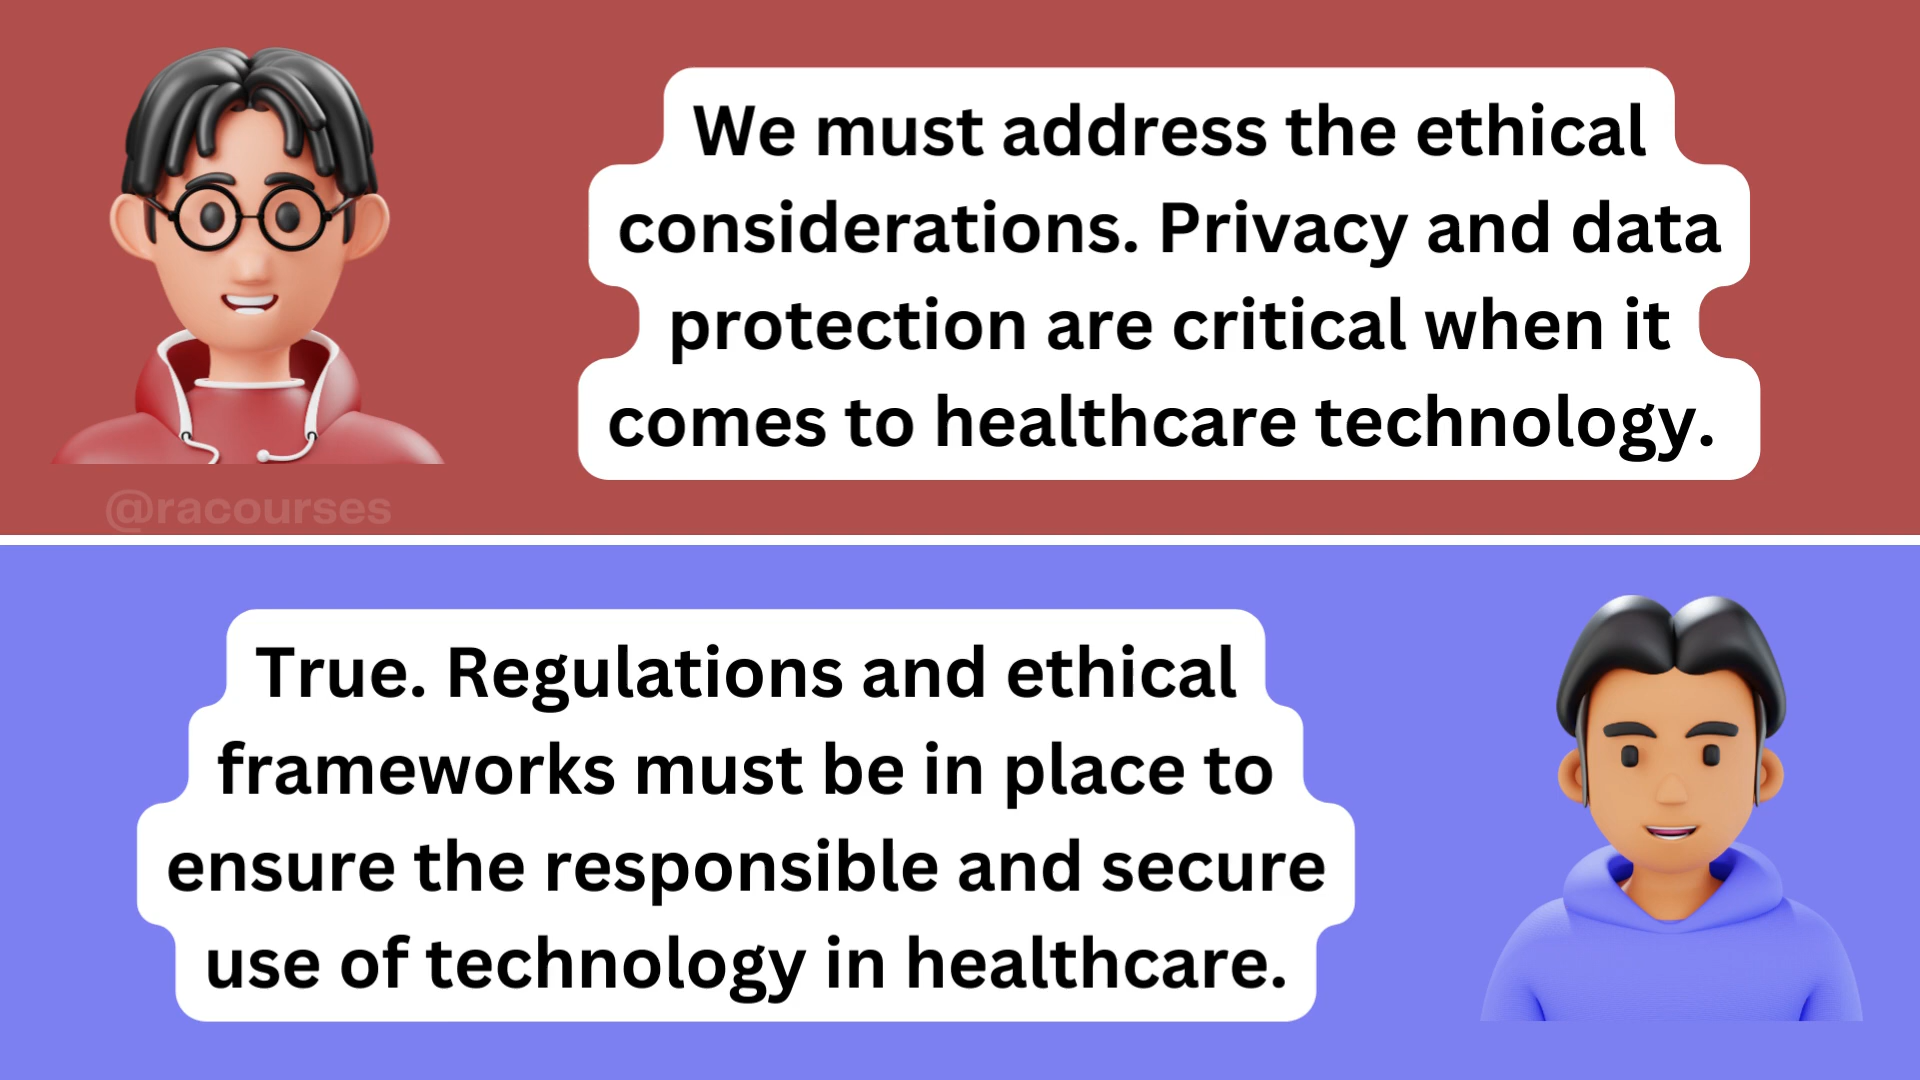 We must address the ethical
considerations. Privacy and data
protection are critical when it
comes to healthcare technology.
@racourses
True. Regulations and ethical
frameworks must be in place to
ensure the responsible and secure
use of technology in healthcare.